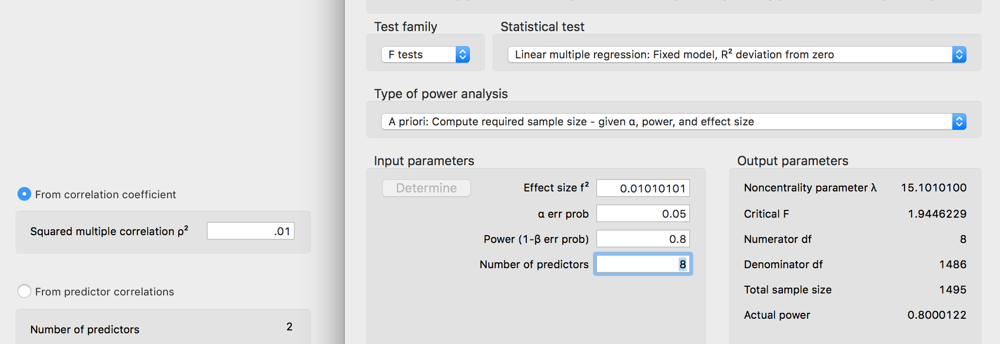 Test family
Statistical test
F tests
Linear multiple regression: Fixed model, R² deviation from zero
Type of power analysis
A priori: Compute required sample size - given α, power, and effect size
Input parameters
Output parameters
Determine
Effect size f² 0.01010101
α err prob 0.05
Power (1-β err prob) 0.8
Number of predictors 8
Noncentrality parameter λ 15.1010100
Critical F 1.9446229
Numerator df 8
Denominator df 1486
Total sample size 1495
Actual power 0.8000122
From correlation coefficient
Squared multiple correlation ρ² .01
From predictor correlations
Number of predictors 2